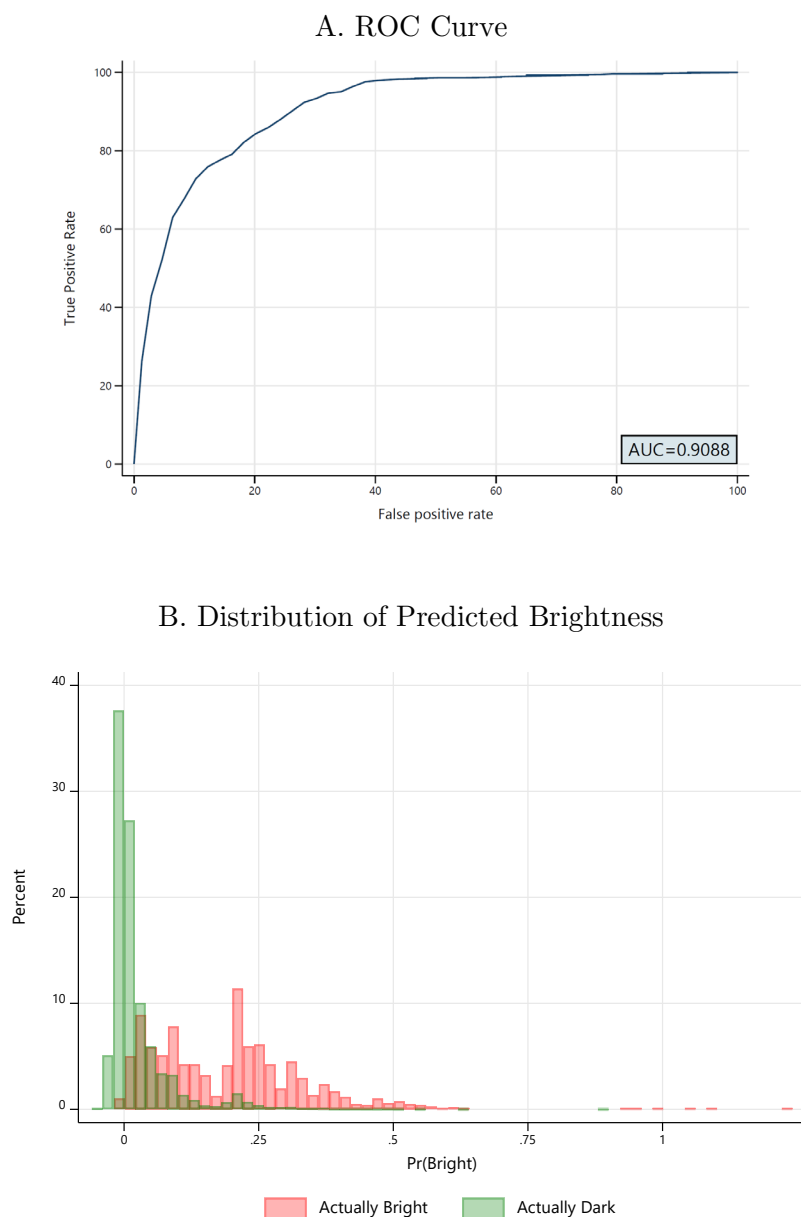 A. ROC Curve
100
80
60
40
20
0
True Positive Rate
AUC=0.9088
0 20 40 60 80 100
False positive rate
B. Distribution of Predicted Brightness
40
30
20
10
0
Percent
0 .25 .5 .75 1
Pr(Bright)
Actually Bright Actually Dark